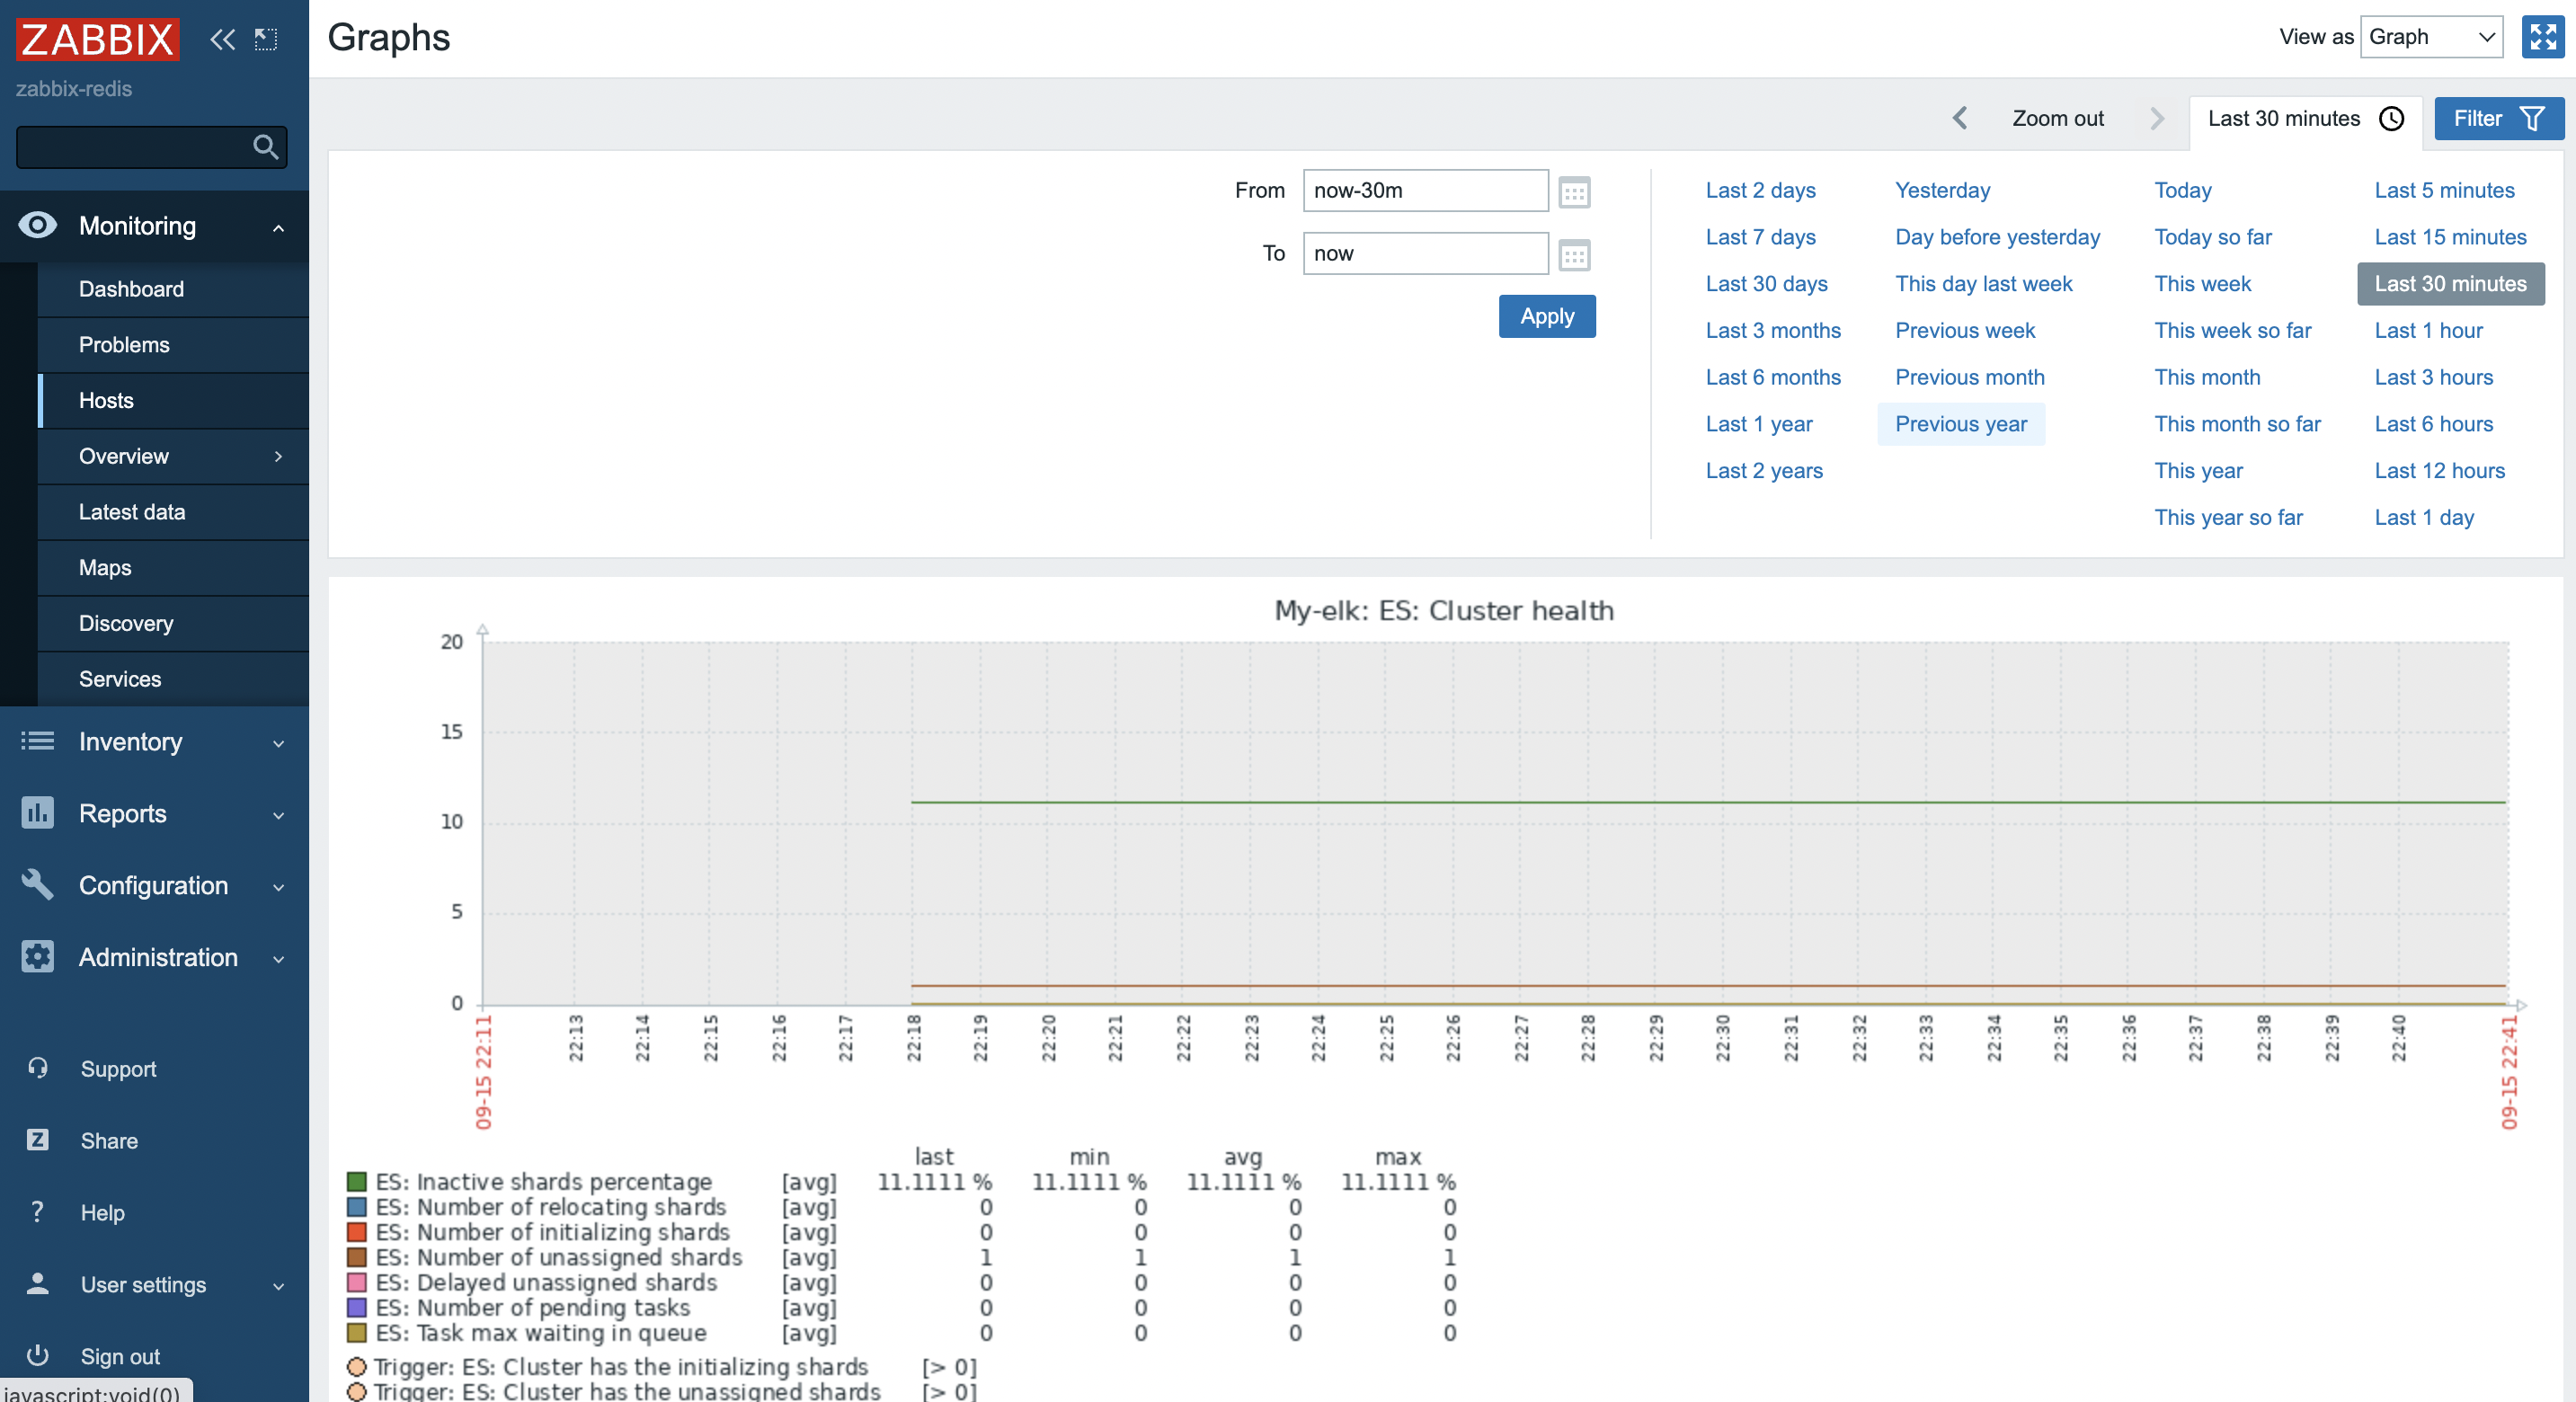 ZABBIX
zabbix-redis
Monitoring
Dashboard
Problems
Hosts
Overview
Latest data
Maps
Discovery
Services
Inventory
Reports
Configuration
Administration
Support
Share
Help
User settings
Sign out
javascript:void(0)
Graphs
View as Graph
Zoom out
Last 30 minutes
Filter
From now-30m
To now
Apply
Last 2 days Yesterday Today Last 5 minutes
Last 7 days Day before yesterday Today so far Last 15 minutes
Last 30 days This day last week This week Last 30 minutes
Last 3 months Previous week This week so far Last 1 hour
Last 6 months Previous month This month Last 3 hours
Last 1 year Previous year This month so far Last 6 hours
Last 2 years This year Last 12 hours
This year so far Last 1 day
My-elk: ES: Cluster health
20
15
10
5
0
09-15 22:11 22:13 22:14 22:15 22:16 22:17 22:18 22:19 22:20 22:21 22:22 22:23 22:24 22:25 22:26 22:27 22:28 22:29 22:30 22:31 22:32 22:33 22:34 22:35 22:36 22:37 22:38 22:39 22:40 09-15 22:41
last min avg max
ES: Inactive shards percentage [avg] 11.1111 % 11.1111 % 11.1111 % 11.1111 %
ES: Number of relocating shards [avg] 0 0 0 0
ES: Number of initializing shards [avg] 0 0 0 0
ES: Number of unassigned shards [avg] 1 1 1 1
ES: Delayed unassigned shards [avg] 0 0 0 0
ES: Number of pending tasks [avg] 0 0 0 0
ES: Task max waiting in queue [avg] 0 0 0 0
Trigger: ES: Cluster has the initializing shards [> 0]
Trigger: ES: Cluster has the unassigned shards [> 0]